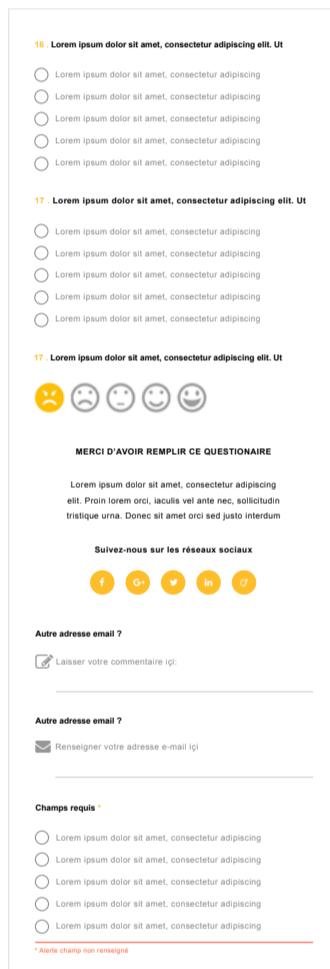 16 . Lorem ipsum dolor sit amet, consectetur adipiscing elit. Ut
Lorem ipsum dolor sit amet, consectetur adipiscing
Lorem ipsum dolor sit amet, consectetur adipiscing
Lorem ipsum dolor sit amet, consectetur adipiscing
Lorem ipsum dolor sit amet, consectetur adipiscing
Lorem ipsum dolor sit amet, consectetur adipiscing
17 . Lorem ipsum dolor sit amet, consectetur adipiscing elit. Ut
Lorem ipsum dolor sit amet, consectetur adipiscing
Lorem ipsum dolor sit amet, consectetur adipiscing
Lorem ipsum dolor sit amet, consectetur adipiscing
Lorem ipsum dolor sit amet, consectetur adipiscing
Lorem ipsum dolor sit amet, consectetur adipiscing
17 . Lorem ipsum dolor sit amet, consectetur adipiscing elit. Ut
MERCI D'AVOIR REMPLIR CE QUESTIONAIRE
Lorem ipsum dolor sit amet, consectetur adipiscing
elit. Proin lorem orci, iaculis vel ante nec, sollicitudin
tristique urna. Donec sit amet orci sed justo interdum
Suivez-nous sur les réseaux sociaux
f G+ in
Autre adresse email ?
Laisser votre commentaire içi:
Autre adresse email ?
Renseigner votre adresse e-mail içi
Champs requis *
Lorem ipsum dolor sit amet, consectetur adipiscing
Lorem ipsum dolor sit amet, consectetur adipiscing
Lorem ipsum dolor sit amet, consectetur adipiscing
Lorem ipsum dolor sit amet, consectetur adipiscing
Lorem ipsum dolor sit amet, consectetur adipiscing
* Alerte champ non renseigné